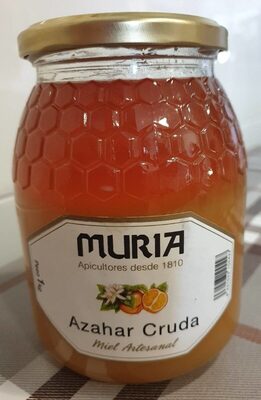 MURIA
Apicultores desde 1810
Azahar Cruda
Miel Artesanal